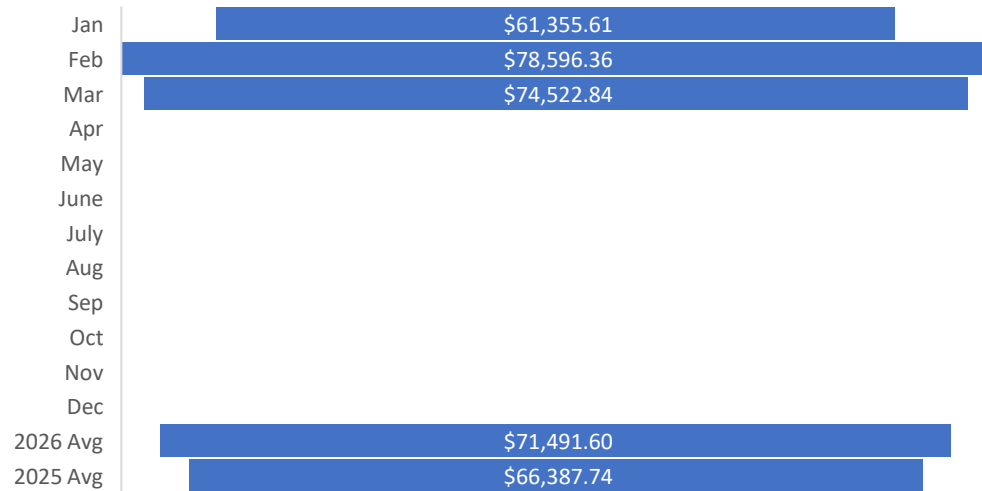 Jan $61,355.61
Feb $78,596.36
Mar $74,522.84
Apr
May
June
July
Aug
Sep
Oct
Nov
Dec
2026 Avg $71,491.60
2025 Avg $66,387.74